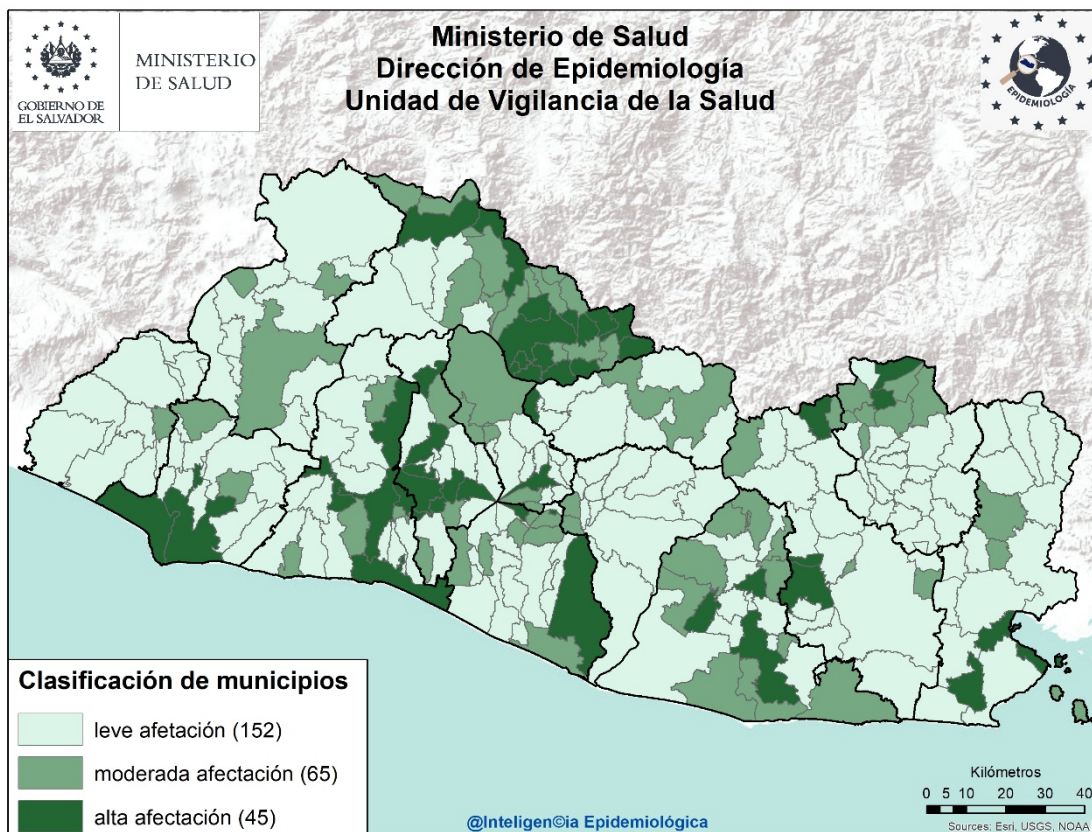 GOBIERNO DE
EL SALVADOR
MINISTERIO
DE SALUD
Ministerio de Salud
Dirección de Epidemiología
Unidad de Vigilancia de la Salud
EPIDEMIOLOGÍA
Clasificación de municipios
leve afetación (152)
moderada afectación (65)
alta afectación (45)
@Inteligen©ia Epidemiológica
Kilómetros
0 5 10 20 30 40
Sources: Esri, USGS, NOAA